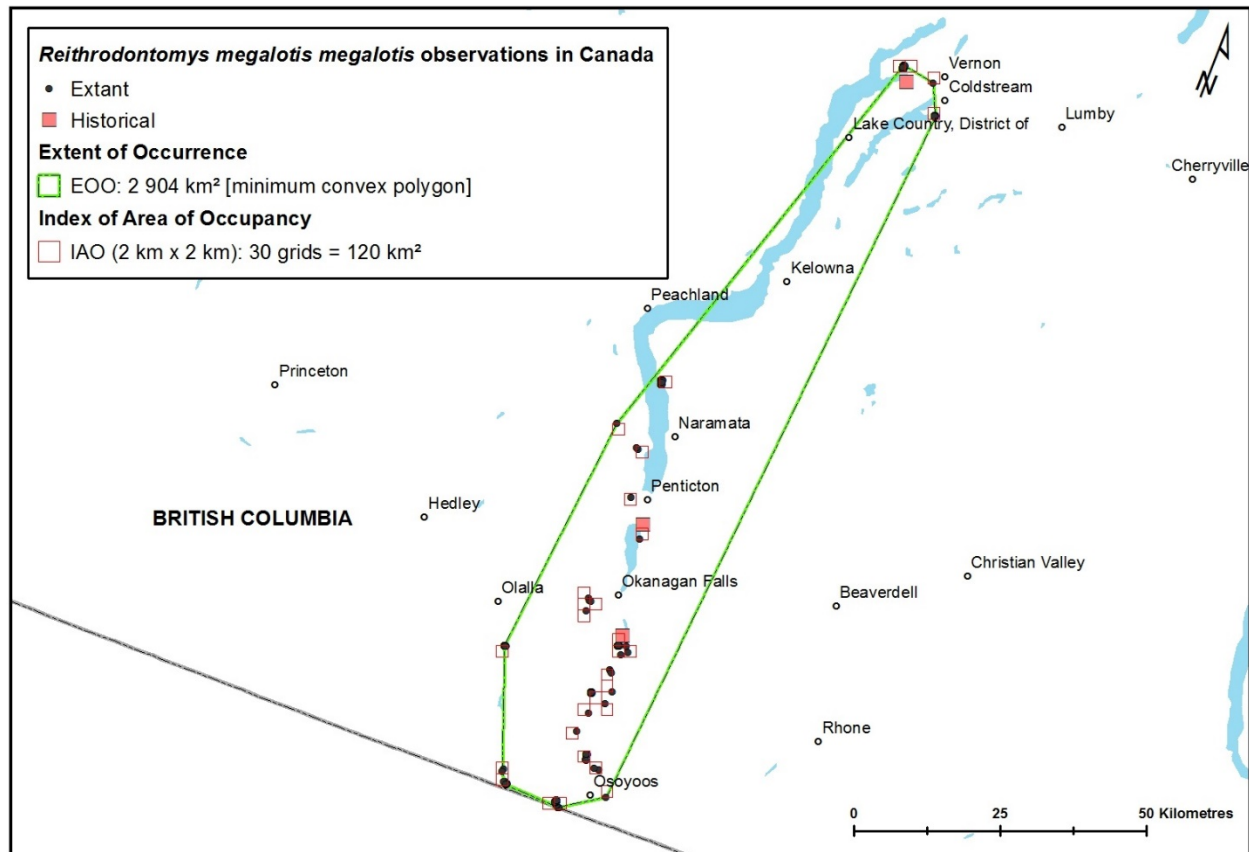 Reithrodontomys megalotis megalotis observations in Canada
Extant
Historical
Extent of Occurrence
EOO: 2 904 km² [minimum convex polygon]
Index of Area of Occupancy
IAO (2 km x 2 km): 30 grids = 120 km²
N
Vernon
Coldstream
Lumby
Lake Country, District of
Cherryville
Kelowna
Peachland
Princeton
Naramata
Penticton
Hedley
BRITISH COLUMBIA
Christian Valley
Okanagan Falls
Olalla
Beaverdell
Rhone
Osoyoos
0 25 50 Kilometres